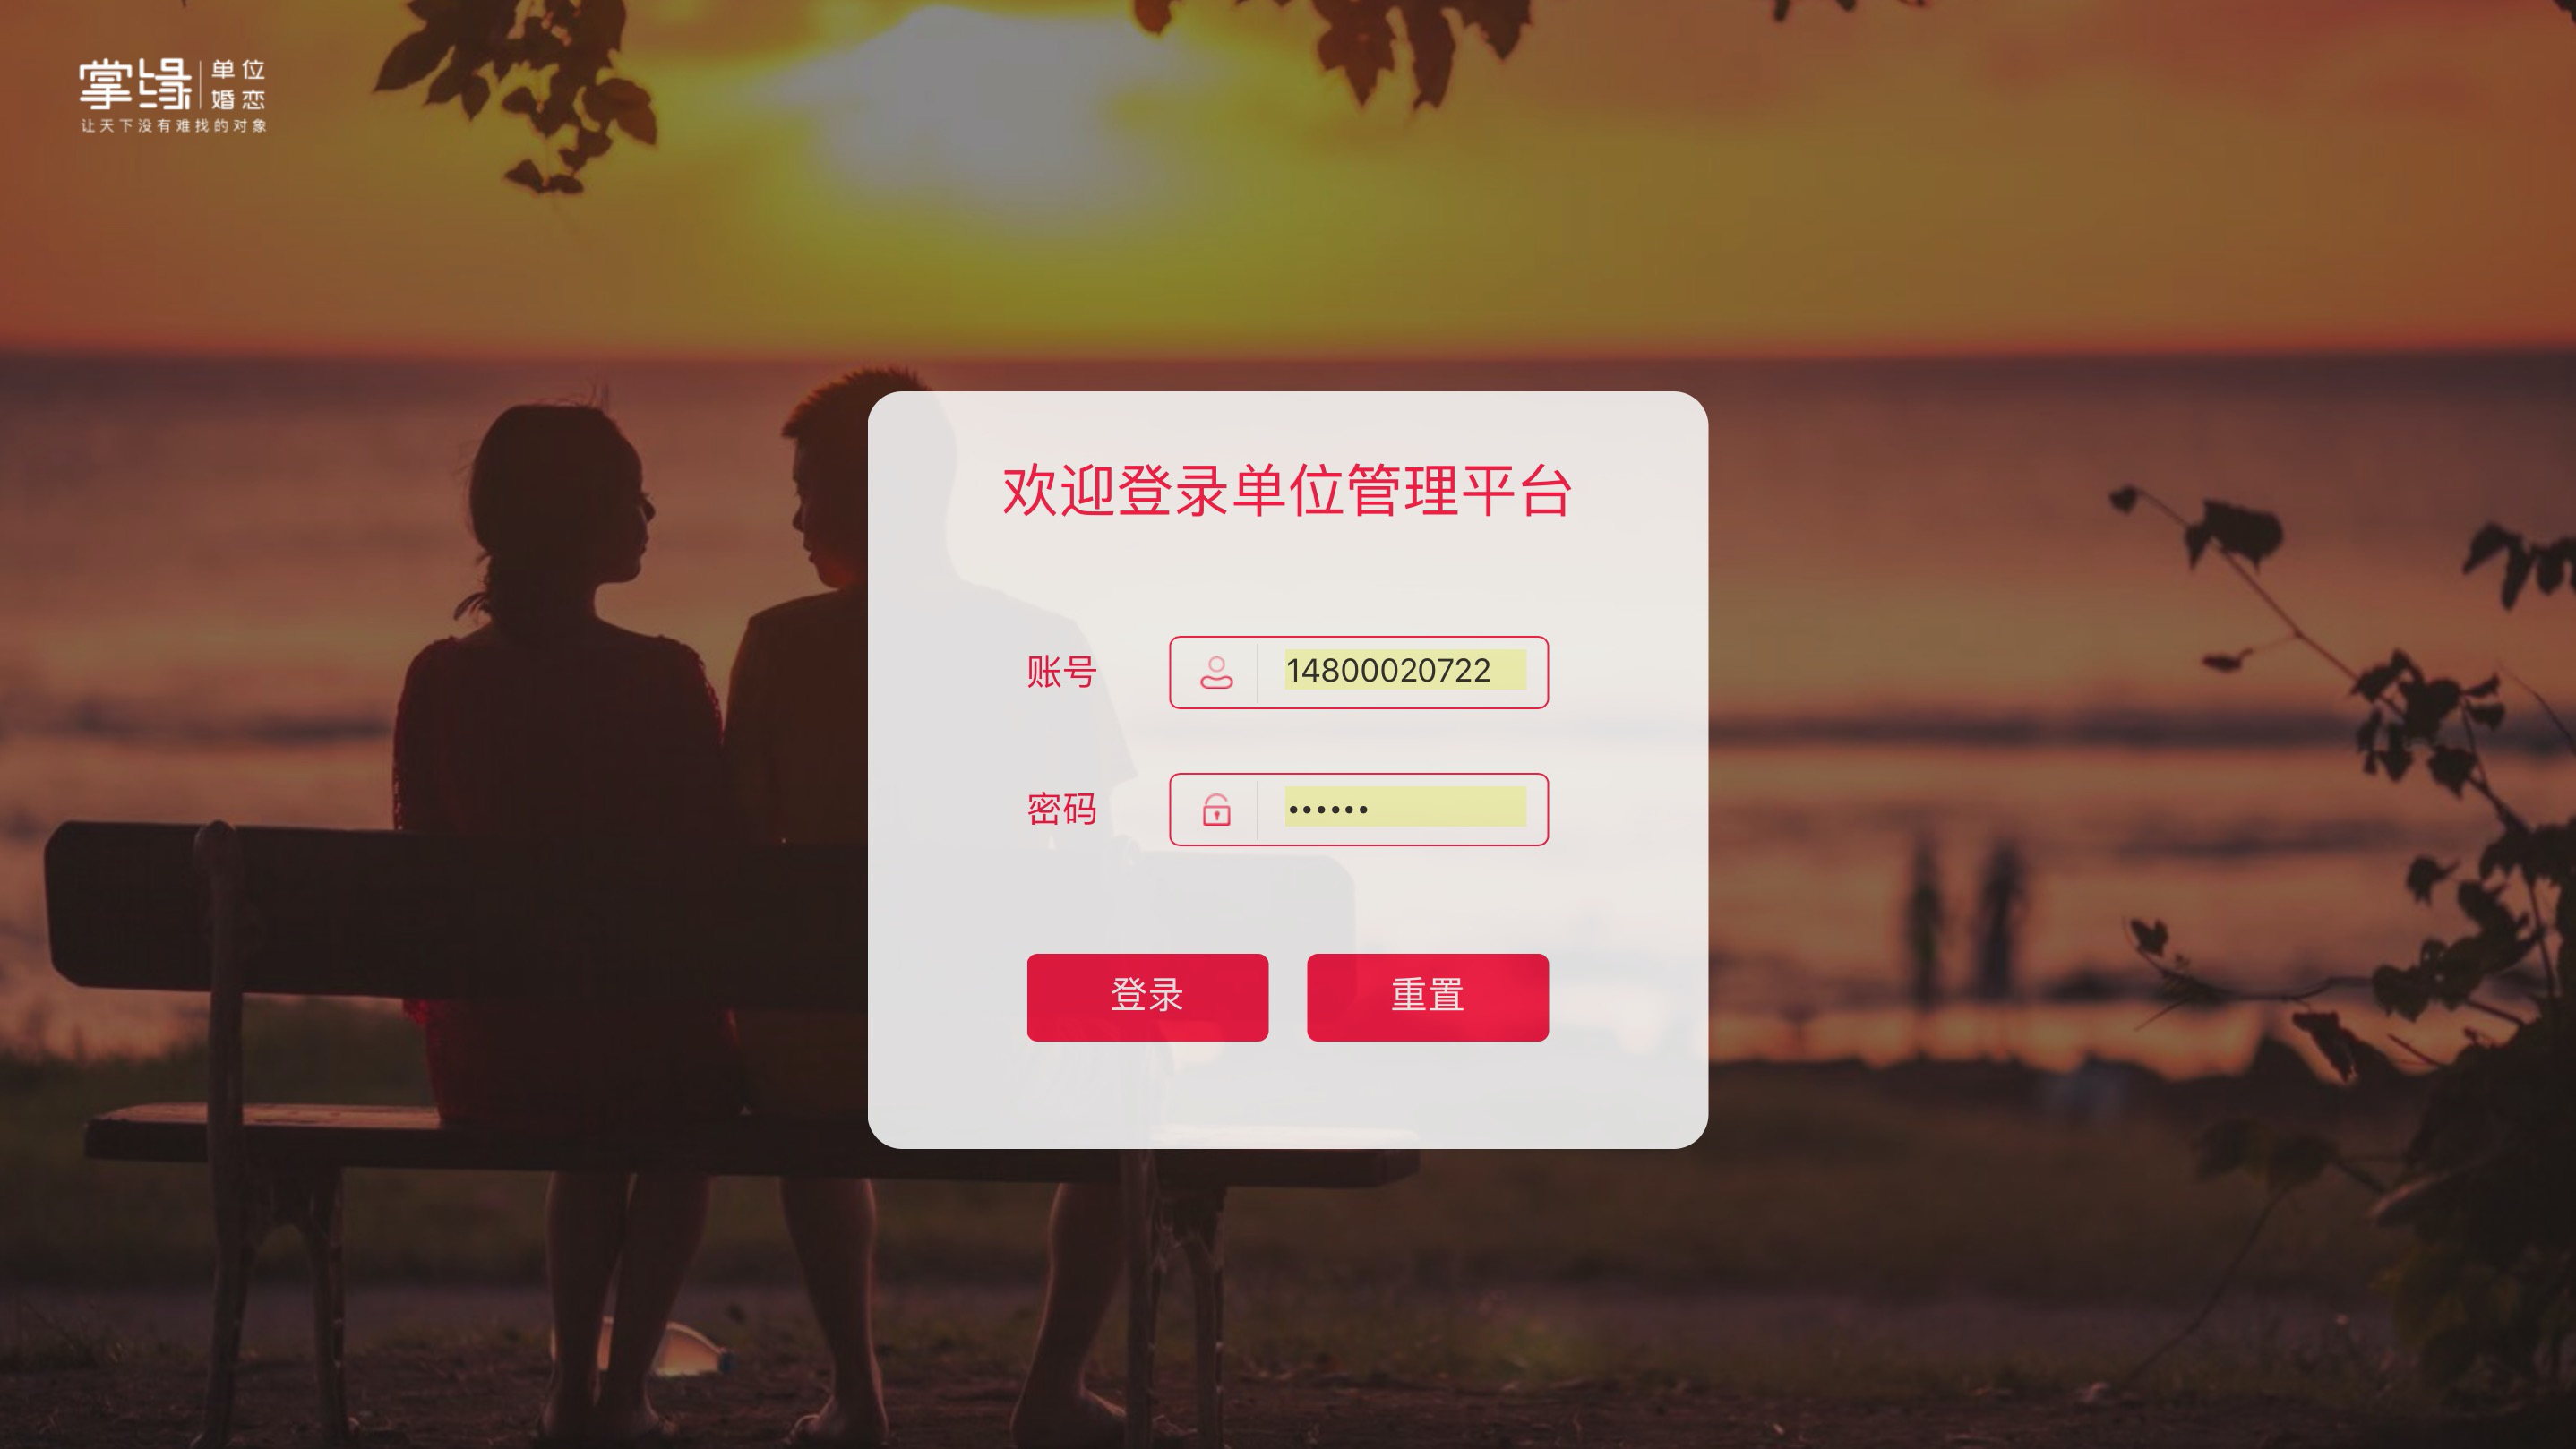 掌缘 单位婚恋
让天下没有难找的对象
欢迎登录单位管理平台
账号 14800020722
密码 ••••••
登录 重置